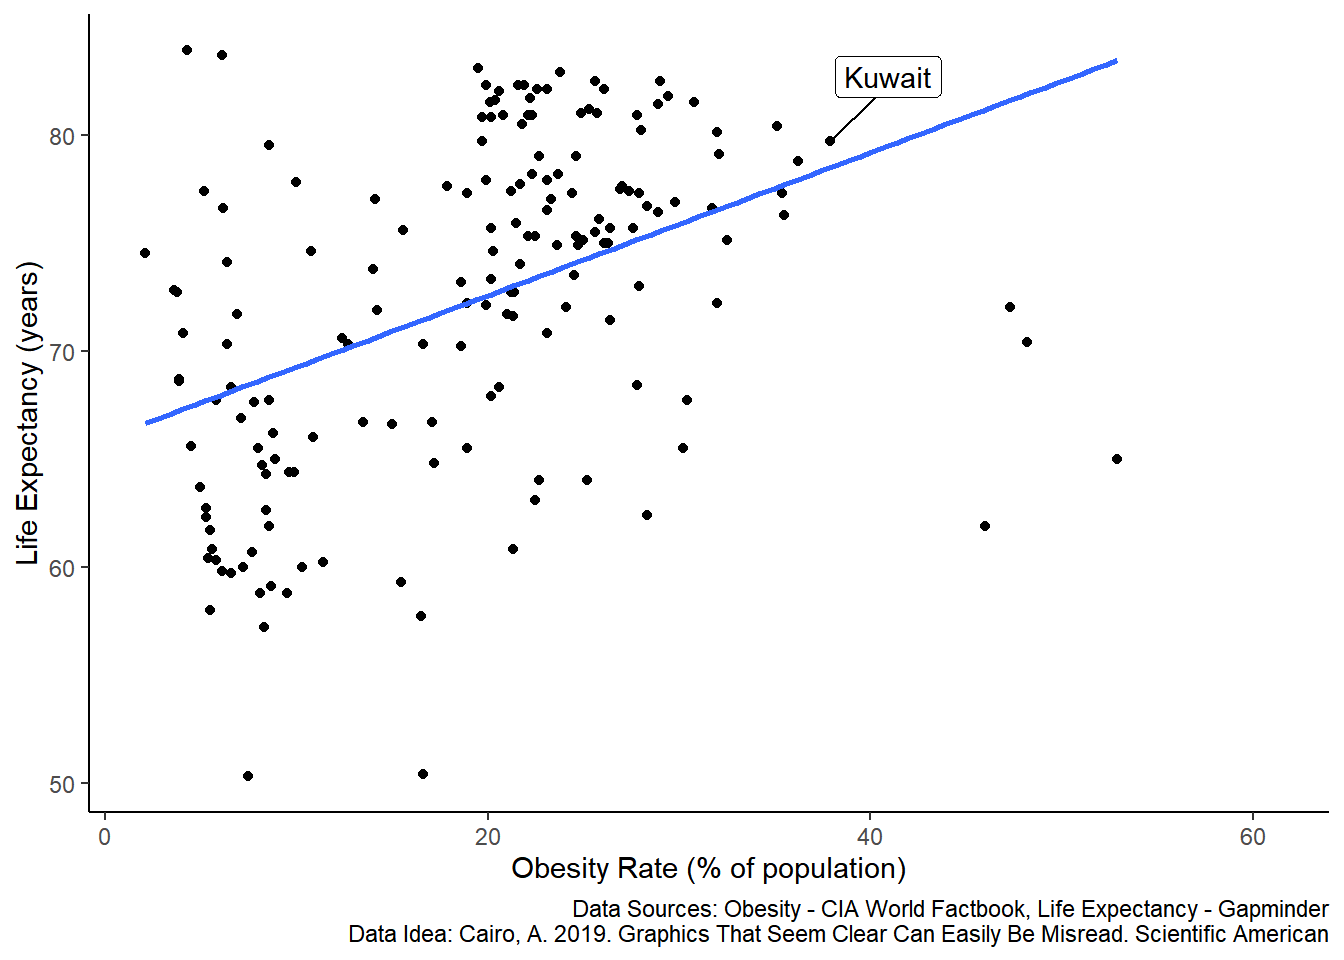 Kuwait
Life Expectancy (years)
80
70
60
50
0
20
40
60
Obesity Rate (% of population)
Data Sources: Obesity - CIA World Factbook, Life Expectancy - Gapminder
Data Idea: Cairo, A. 2019. Graphics That Seem Clear Can Easily Be Misread. Scientific American